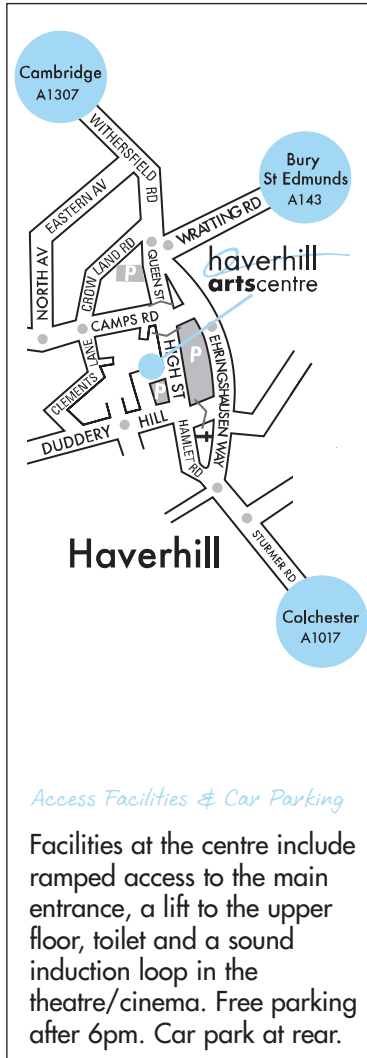 Cambridge
A1307
WITHERSFIELD RD
EASTERN AV
Bury
St Edmunds
A143
WRATTING RD
NORTH AV
CROW LAND RD
P
QUEEN ST
haverhill
artscentre
CAMPS RD
P
HIGH ST
EHRINGSHAUSEN WAY
CLEMENTS LANE
P
DUDDERY HILL
HAMLET RD
Haverhill
STURMER RD
Colchester
A1017
Access Facilities & Car Parking
Facilities at the centre include
ramped access to the main
entrance, a lift to the upper
floor, toilet and a sound
induction loop in the
theatre/cinema. Free parking
after 6pm. Car park at rear.